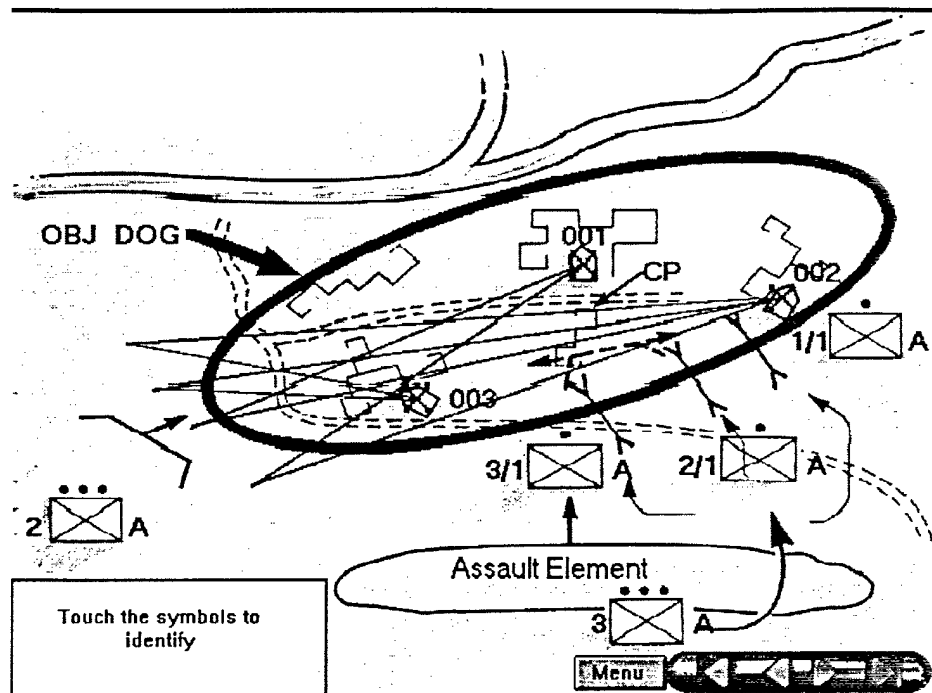 OBJ DOG
001
CP
002
1/1 A
003
3/1 A
2/1 A
2 A
Assault Element
3 A
Touch the symbols to
identify
Menu